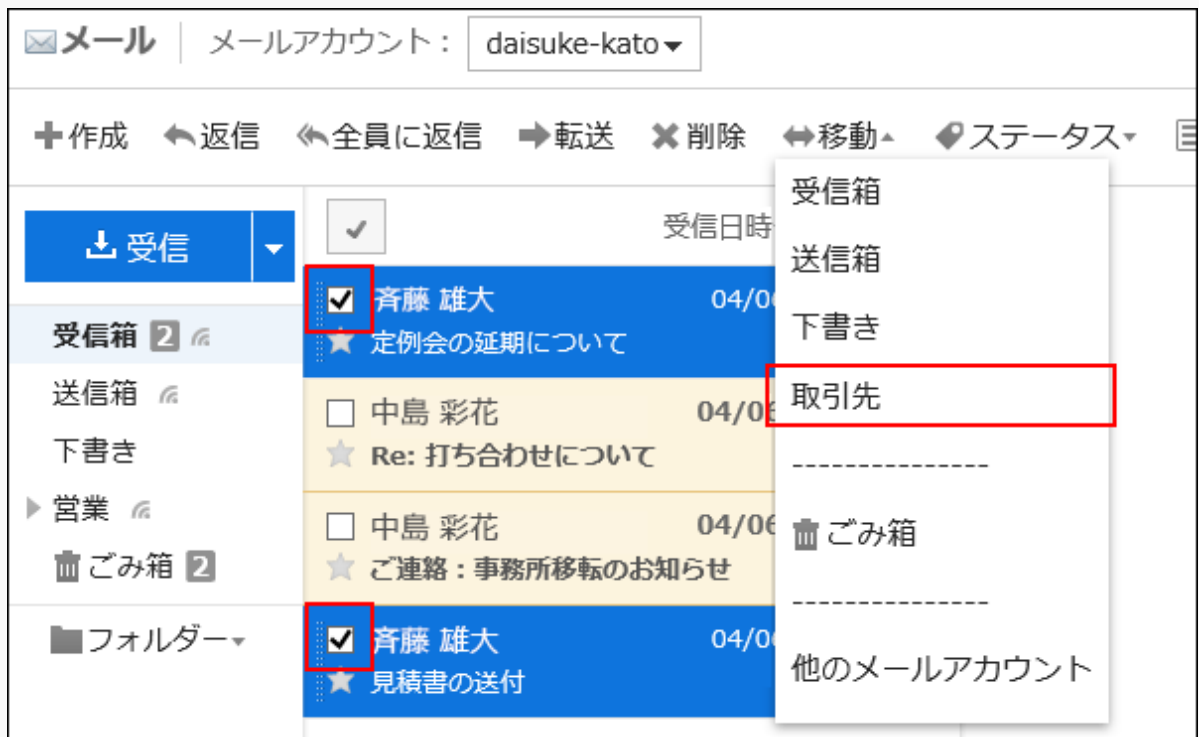 メール メールアカウント： daisuke-kato
作成 返信 全員に返信 転送 削除 移動 ステータス
受信
受信箱 2
送信箱
下書き
営業
ごみ箱 2
フォルダー
受信日時
斉藤 雄大 04/0
定例会の延期について
中島 彩花 04/06
Re: 打ち合わせについて
中島 彩花 04/06
ご連絡：事務所移転のお知らせ
斉藤 雄大 04/0
見積書の送付
受信箱
送信箱
下書き
取引先
---------------
ごみ箱
---------------
他のメールアカウント